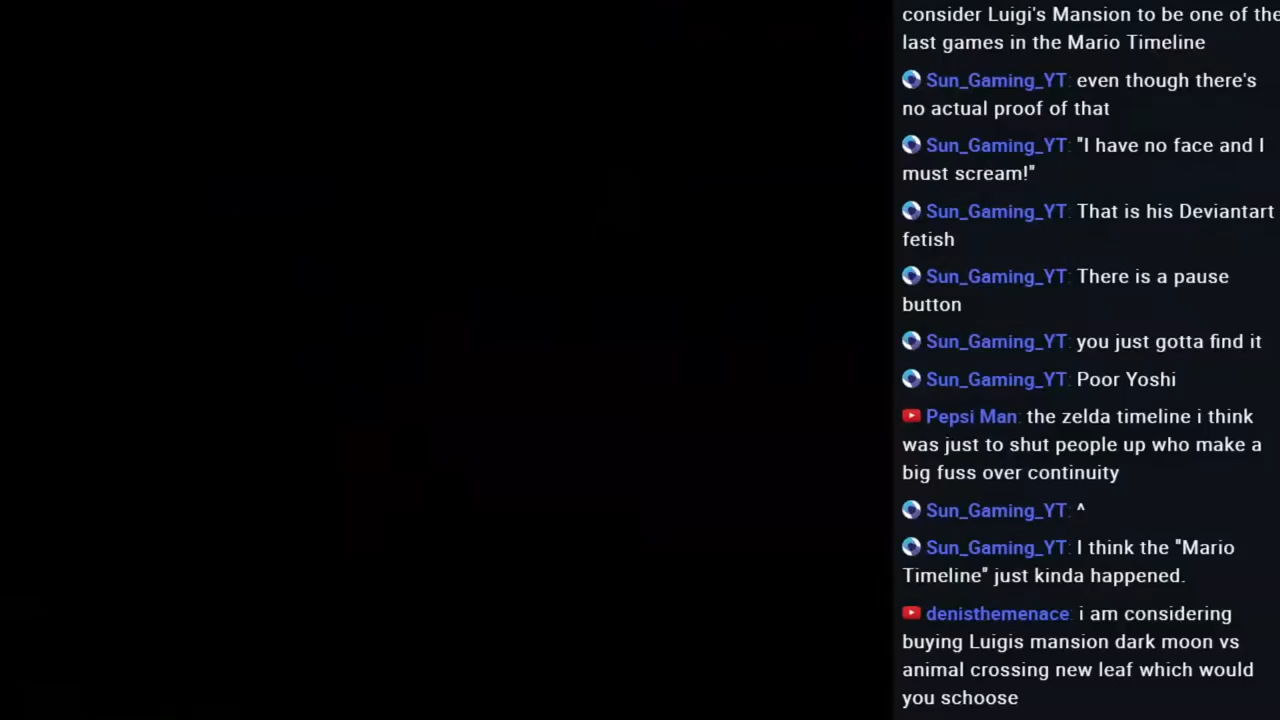 consider Luigi's Mansion to be one of the
last games in the Mario Timeline
Sun_Gaming_YT: even though there's
no actual proof of that
Sun_Gaming_YT: "I have no face and I
must scream!"
Sun_Gaming_YT: That is his Deviantart
fetish
Sun_Gaming_YT: There is a pause
button
Sun_Gaming_YT: you just gotta find it
Sun_Gaming_YT: Poor Yoshi
Pepsi Man: the zelda timeline i think
was just to shut people up who make a
big fuss over continuity
Sun_Gaming_YT: ^
Sun_Gaming_YT: I think the "Mario
Timeline" just kinda happened.
denisthemenace: i am considering
buying Luigis mansion dark moon vs
animal crossing new leaf which would
you schoose